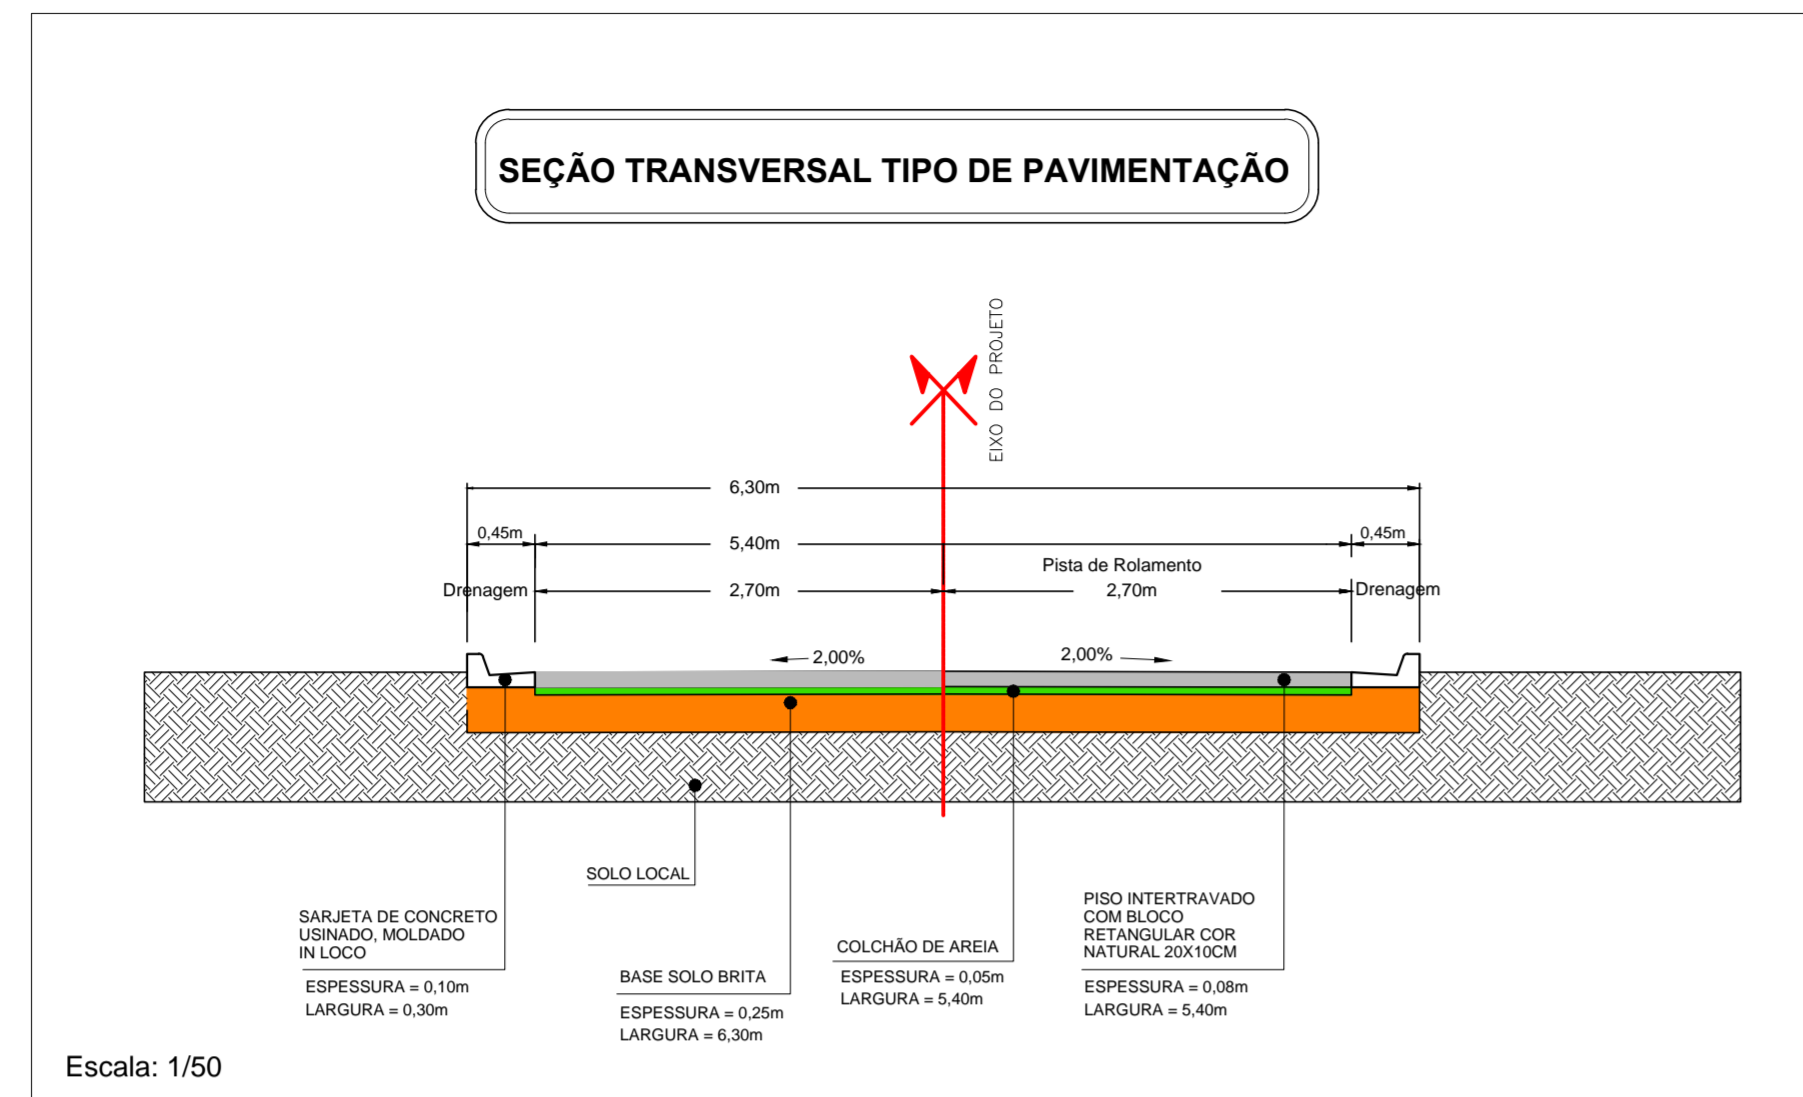 SEÇÃO TRANSVERSAL TIPO DE PAVIMENTAÇÃO
EIXO DO PROJETO
6,30m
0,45m
5,40m
0,45m
Pista de Rolamento
Drenagem
2,70m
2,70m
Drenagem
2,00%
2,00%
SOLO LOCAL
SARJETA DE CONCRETO
USINADO, MOLDADO
IN LOCO
ESPESSURA = 0,10m
LARGURA = 0,30m
BASE SOLO BRITA
ESPESSURA = 0,25m
LARGURA = 6,30m
COLCHÃO DE AREIA
ESPESSURA = 0,05m
LARGURA = 5,40m
PISO INTERTRAVADO
COM BLOCO
RETANGULAR COR
NATURAL 20X10CM
ESPESSURA = 0,08m
LARGURA = 5,40m
Escala: 1/50